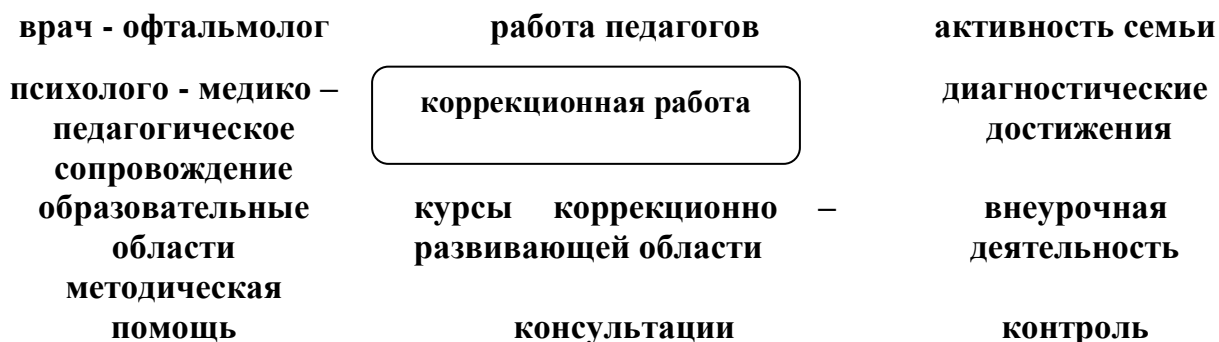 врач - офтальмолог работа педагогов активность семьи
психолого - медико – педагогическое сопровождение
коррекционная работа
диагностические достижения
образовательные области
курсы коррекционно – развивающей области
внеурочная деятельность
методическая помощь
консультации
контроль